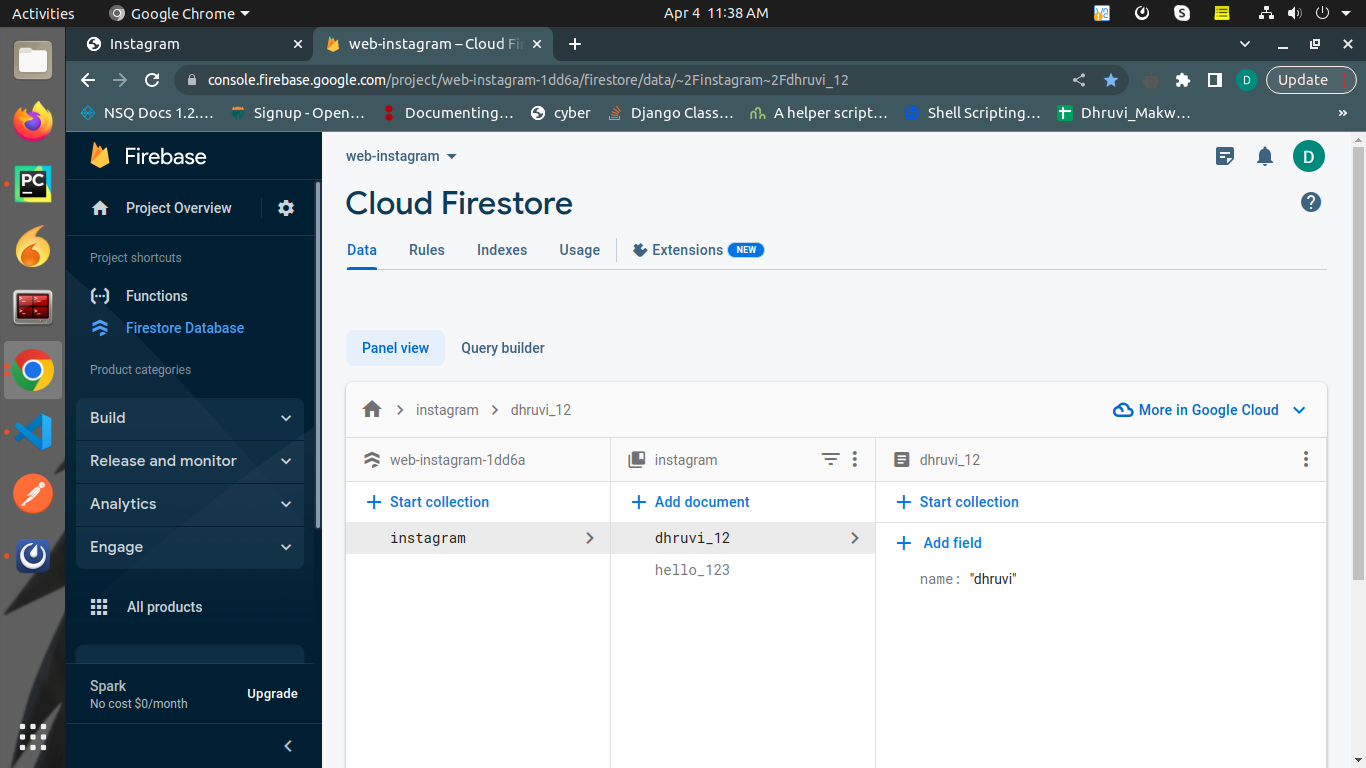 Activities Google Chrome Apr 4 11:38 AM
Instagram web-instagram – Cloud Fi
console.firebase.google.com/project/web-instagram-1dd6a/firestore/data/~2Finstagram~2Fdhruvi_12 D Update
NSQ Docs 1.2.… Signup - Open… Documenting… cyber Django Class… A helper script… Shell Scripting… Dhruvi_Makw… »
Firebase
web-instagram
D
Project Overview
Cloud Firestore
Data Rules Indexes Usage Extensions NEW
Project shortcuts
Functions
Firestore Database
Product categories
Panel view Query builder
Build
Release and monitor
Analytics
Engage
All products
Spark
No cost $0/month
Upgrade
instagram dhruvi_12 More in Google Cloud
web-instagram-1dd6a instagram dhruvi_12
Start collection Add document Start collection
instagram dhruvi_12 Add field
hello_123 name: "dhruvi"